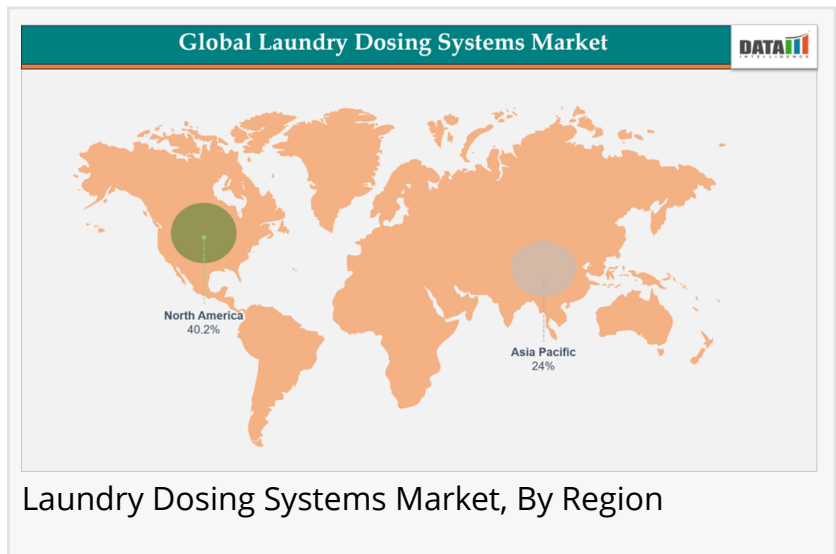 Global Laundry Dosing Systems Market
DATA
INTELLIGENCE
North America
40.2%
Asia Pacific
24%
Laundry Dosing Systems Market, By Region